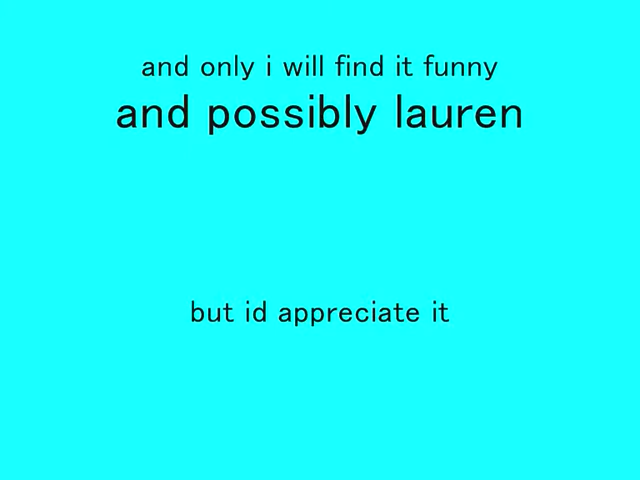 and only i will find it funny
and possibly lauren
but id appreciate it